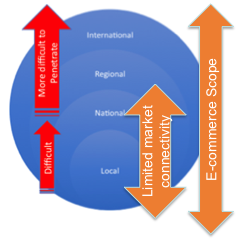 International
Regional
National
Local
More difficult to
Penetrate
Difficult
Limited market
connectivity
E-commerce Scope